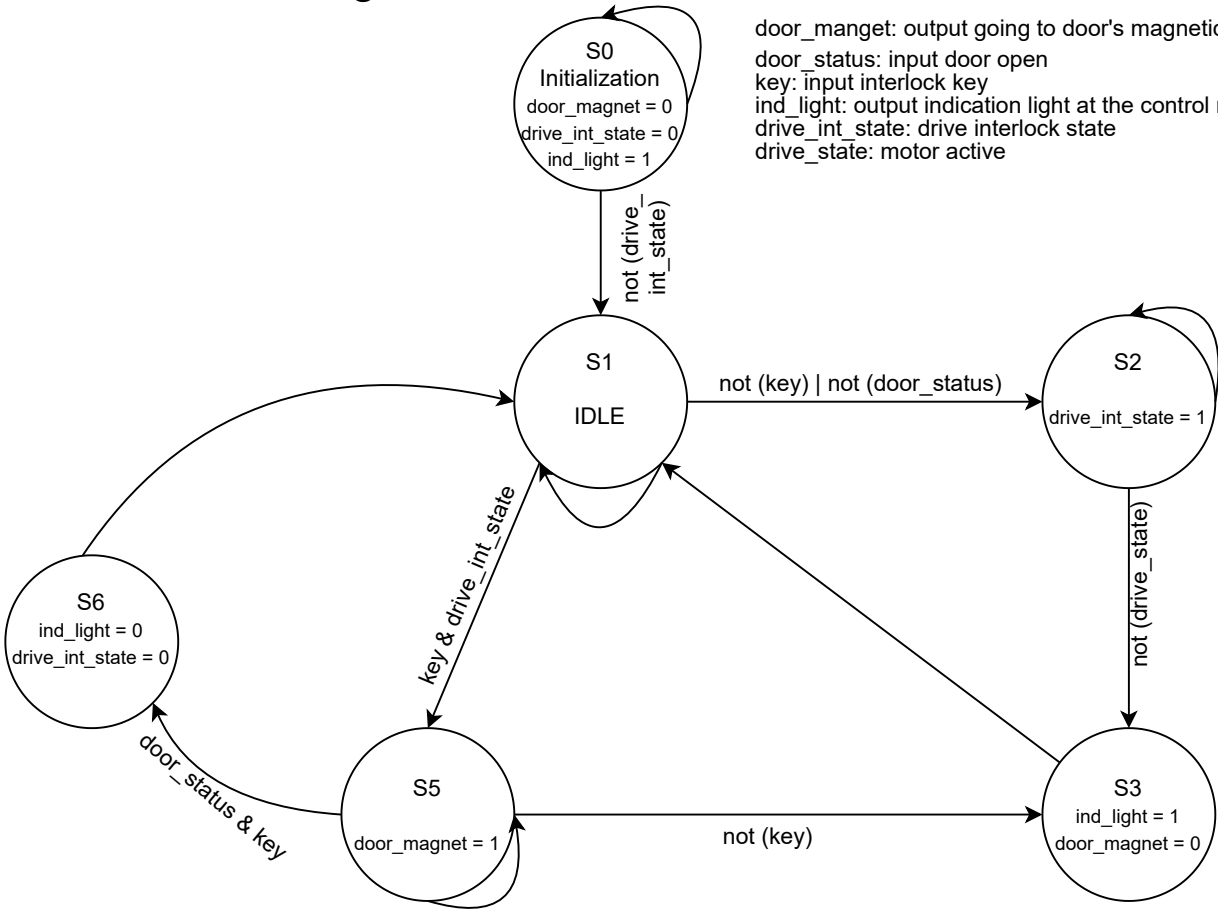 S0
Initialization
door_magnet = 0
drive_int_state = 0
ind_light = 1
door_manget: output going to door's magnetic
door_status: input door open
key: input interlock key
ind_light: output indication light at the control
drive_int_state: drive interlock state
drive_state: motor active
not (drive_
int_state)
S1
IDLE
not (key) | not (door_status)
S2
drive_int_state = 1
key & drive_int_state
not (drive_state)
S6
ind_light = 0
drive_int_state = 0
door_status & key
S5
door_magnet = 1
not (key)
S3
ind_light = 1
door_magnet = 0